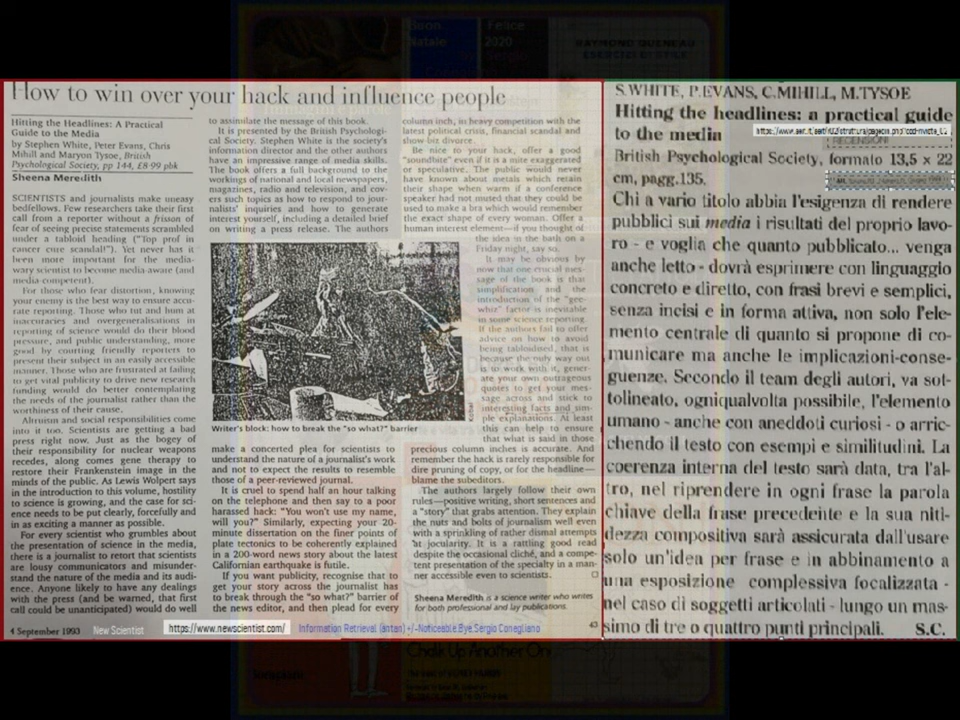 How to win over your hack and influence people
Hitting the Headlines: a Practical
Guide to the Media
by Stephen White, Peter Evans, Chris
Mihill and Maryon Tysoe, British
Psychological Society, pp 144, £8·99 pbk
Sheena Meredith
SCIENTISTS and journalists make uneasy
bedfellows. Few researchers take their first
call from a reporter without a frisson of
fear of seeing precise statements scrambled
under a tabloid heading ("Top prof in
cancer cure scandal!"). Yet never has it
been more important for the media-
wary scientist to become media-aware (and
media-competent).
For those who fear distortion, knowing
your enemy is the best way to ensure accu-
rate reporting. Those who tut and hum at
inaccuracies and overgeneralisations in
reporting of science would do their blood
pressure, and public understanding, more
good by courting friendly reporters to
present their subject in an easily accessible
manner. Those who are frustrated at failing
to get vital publicity to drive new research
funding would do better contemplating
the needs of the journalist rather than the
worthiness of their cause.
Altruism and social responsibilities come
into it too. Scientists are getting a bad
press right now. Just as the bogey of
their responsibility for nuclear weapons
recedes, along comes gene therapy to
restore their Frankenstein image in the
minds of the public. As Lewis Wolpert says
in the introduction to this volume, hostility
to science is growing, and the case for sci-
ence needs to be put clearly, forcefully and
in as exciting a manner as possible.
For every scientist who grumbles about
the presentation of science in the media,
there is a journalist to retort that scientists
are lousy communicators and misunder-
stand the nature of the media and its audi-
ence. Anyone likely to have any dealings
with the press (and be warned, that first
call could be unanticipated) would do well
to assimilate the message of this book.
It is presented by the British Psychologi-
cal Society. Stephen White is the society's
information director and the other authors
have an impressive range of media skills.
The book offers a full background to the
workings of national and local newspapers,
magazines, radio and television, and cov-
ers such topics as how to respond to jour-
nalists' inquiries and how to generate
interest yourself, including a detailed brief
on writing a press release. The authors
Writer's block: how to break the "so what?" barrier
make a concerted plea for scientists to
understand the nature of a journalist's work
and not to expect the results to resemble
those of a peer-reviewed journal.
It is cruel to spend half an hour talking
on the telephone and then say to a poor
harassed hack: "You won't use my name,
will you?" Similarly, expecting your 20-
minute dissertation on the finer points of
plate tectonics to be coherently explained
in a 200-word news story about the latest
Californian earthquake is futile.
If you want publicity, recognise that to
get your story across the journalist has
to break through the "so what?" barrier of
the news editor, and then plead for every
column inch, in heavy competition with the
latest political crisis, financial scandal and
show-biz divorce.
Be nice to your hack, offer a good
"soundbite" even if it is a mite exaggerated
or speculative. The public would never
have known about metals which retain
their shape when warm if a conference
speaker had not mused that they could be
used to make a bra which would remember
the exact shape of every woman. Offer a
human interest element—if you thought of
the idea in the bath on a
Friday night, say so.
It may be obvious by
now that one crucial mes-
sage of the book is that
simplification and the
introduction of the "gee-
whiz" factor is inevitable
in some science reporting.
If the authors fail to offer
advice on how to avoid
being tabloided, that is
because the only way out
is to work with it, gener-
ate your own outrageous
quotes to get your mes-
sage across and stick to
interesting facts and sim-
ple explanations. At least
this can help to ensure
that what is said in those
precious column inches is accurate. And
remember the hack is rarely responsible for
dire pruning of copy, or for the headline—
blame the subeditors.
The authors largely follow their own
rules—positive writing, short sentences and
a "story" that grabs attention. They explain
the nuts and bolts of journalism well even
with a sprinkling of rather dismal attempts
at jocularity. It is a rattling good read
despite the occasional cliché, and a compe-
tent presentation of the specialty in a man-
ner accessible even to scientists.
Sheena Meredith is a science writer who writes
for both professional and lay publications.
4 September 1993 New Scientist https://www.newscientist.com/ Information Retrieval (antan) +/-Noticeable Bye Sergio Conegliano 43
S.WHITE, P.EVANS, C.MIHILL, M.TYSOE
Hitting the headlines: a practical guide
to the media
RECENSIONI
British Psychological Society, formato 13,5 x 22
cm, pagg.135.
Chi a vario titolo abbia l'esigenza di rendere
pubblici sui media i risultati del proprio lavo-
ro - e voglia che quanto pubblicato... venga
anche letto - dovrà esprimere con linguaggio
concreto e diretto, con frasi brevi e semplici,
senza incisi e in forma attiva, non solo l'ele-
mento centrale di quanto si propone di co-
municare ma anche le implicazioni-conse-
guenze. Secondo il team degli autori, va sot-
tolineato, ogniqualvolta possibile, l'elemento
umano - anche con aneddoti curiosi - o arric-
chendo il testo con esempi e similitudini. La
coerenza interna del testo sarà data, tra l'al-
tro, nel riprendere in ogni frase la parola
chiave della frase precedente e la sua niti-
dezza compositiva sarà assicurata dall'usare
solo un'idea per frase e in abbinamento a
una esposizione complessiva focalizzata -
nel caso di soggetti articolati - lungo un mas-
simo di tre o quattro punti principali. S.C.
Buon
Natale
Peace
2020
RAYMOND QUENEAU
ESERCIZI DI STILE
Chalk Up Another One